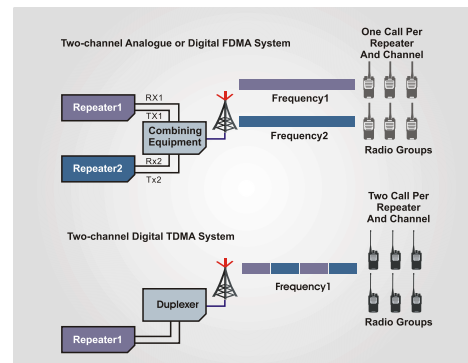 Two-channel Analogue or Digital FDMA System
One Call Per
Repeater
And Channel
Repeater1
RX1
TX1
Combining
Equipment
Frequency1
Repeater2
Rx2
Tx2
Frequency2
Radio Groups
Two-channel Digital TDMA System
Two Call Per
Repeater
And Channel
Duplexer
Frequency1
Repeater1
Radio Groups